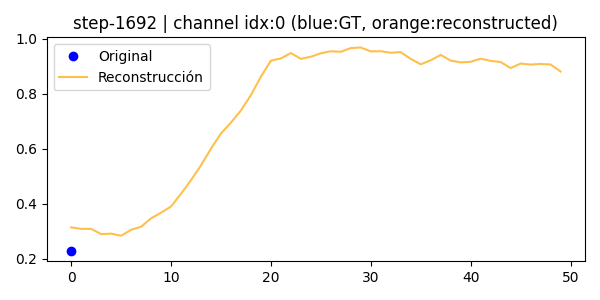 step-1692 | channel idx:0 (blue:GT, orange:reconstructed)
1.0
0.8
0.6
0.4
0.2
Original
Reconstrucción
0 10 20 30 40 50